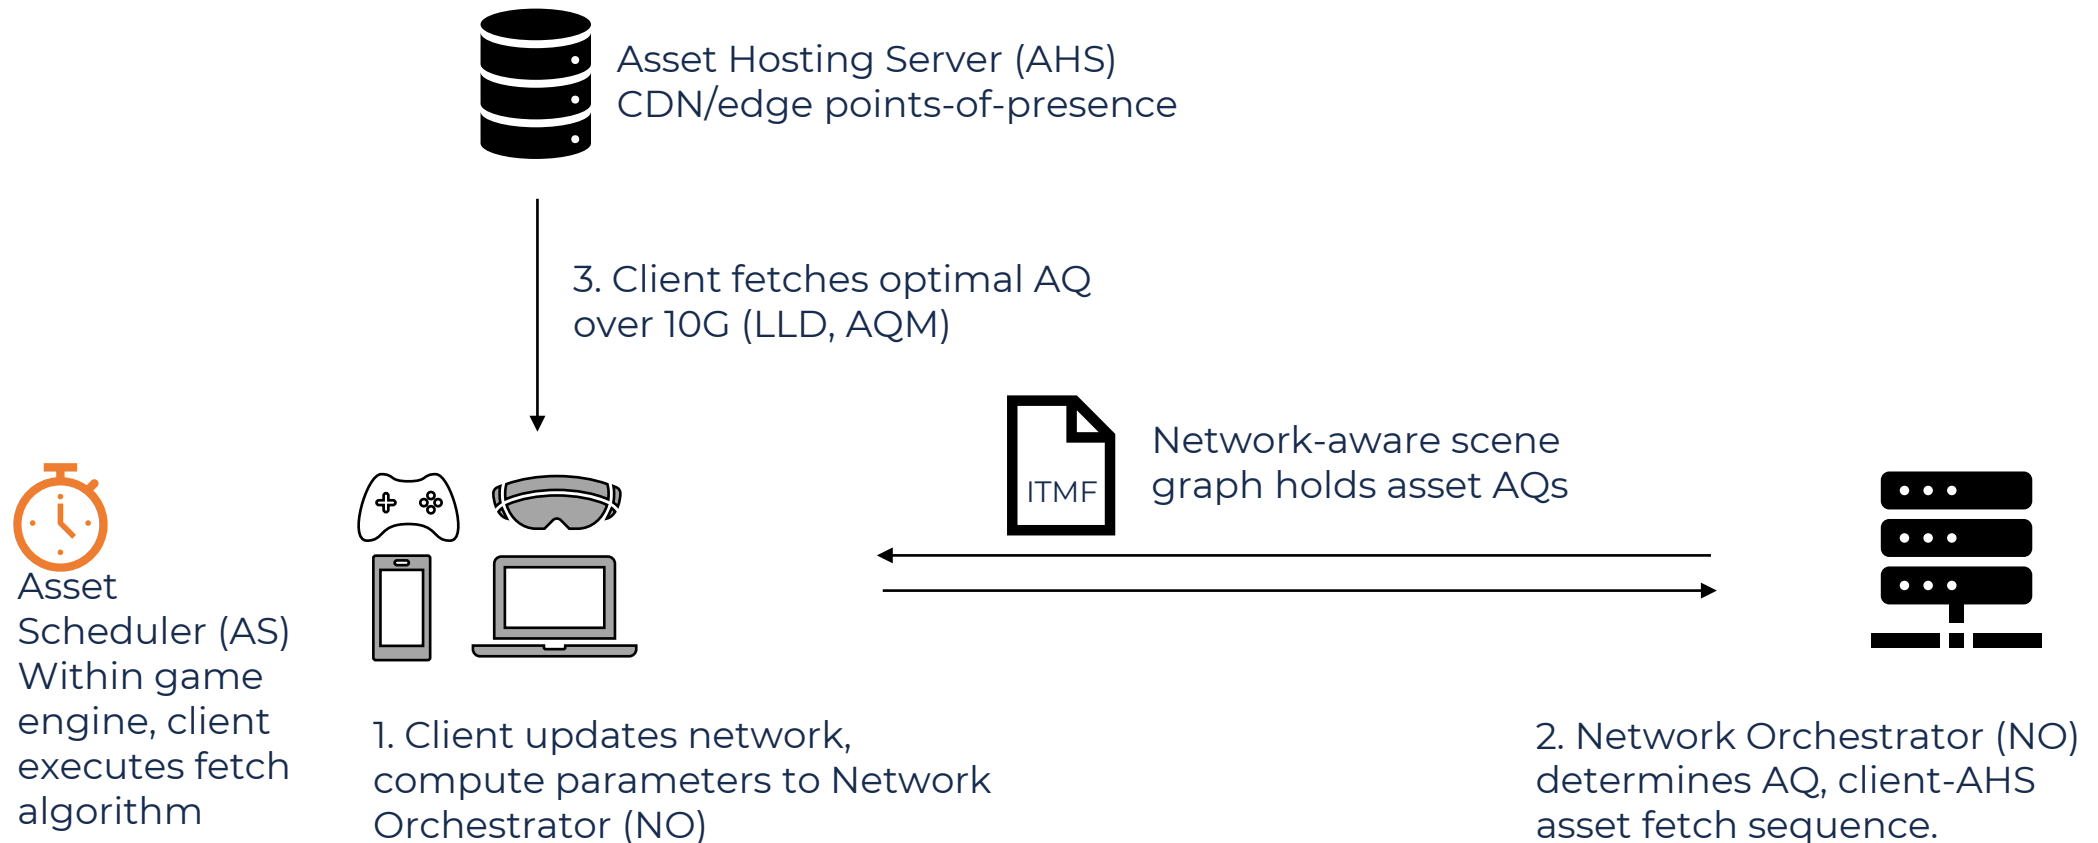 Asset Hosting Server (AHS)
CDN/edge points-of-presence
3. Client fetches optimal AQ
over 10G (LLD, AQM)
ITMF
Network-aware scene
graph holds asset AQs
Asset
Scheduler (AS)
Within game
engine, client
executes fetch
algorithm
1. Client updates network,
compute parameters to Network
Orchestrator (NO)
2. Network Orchestrator (NO)
determines AQ, client-AHS
asset fetch sequence.